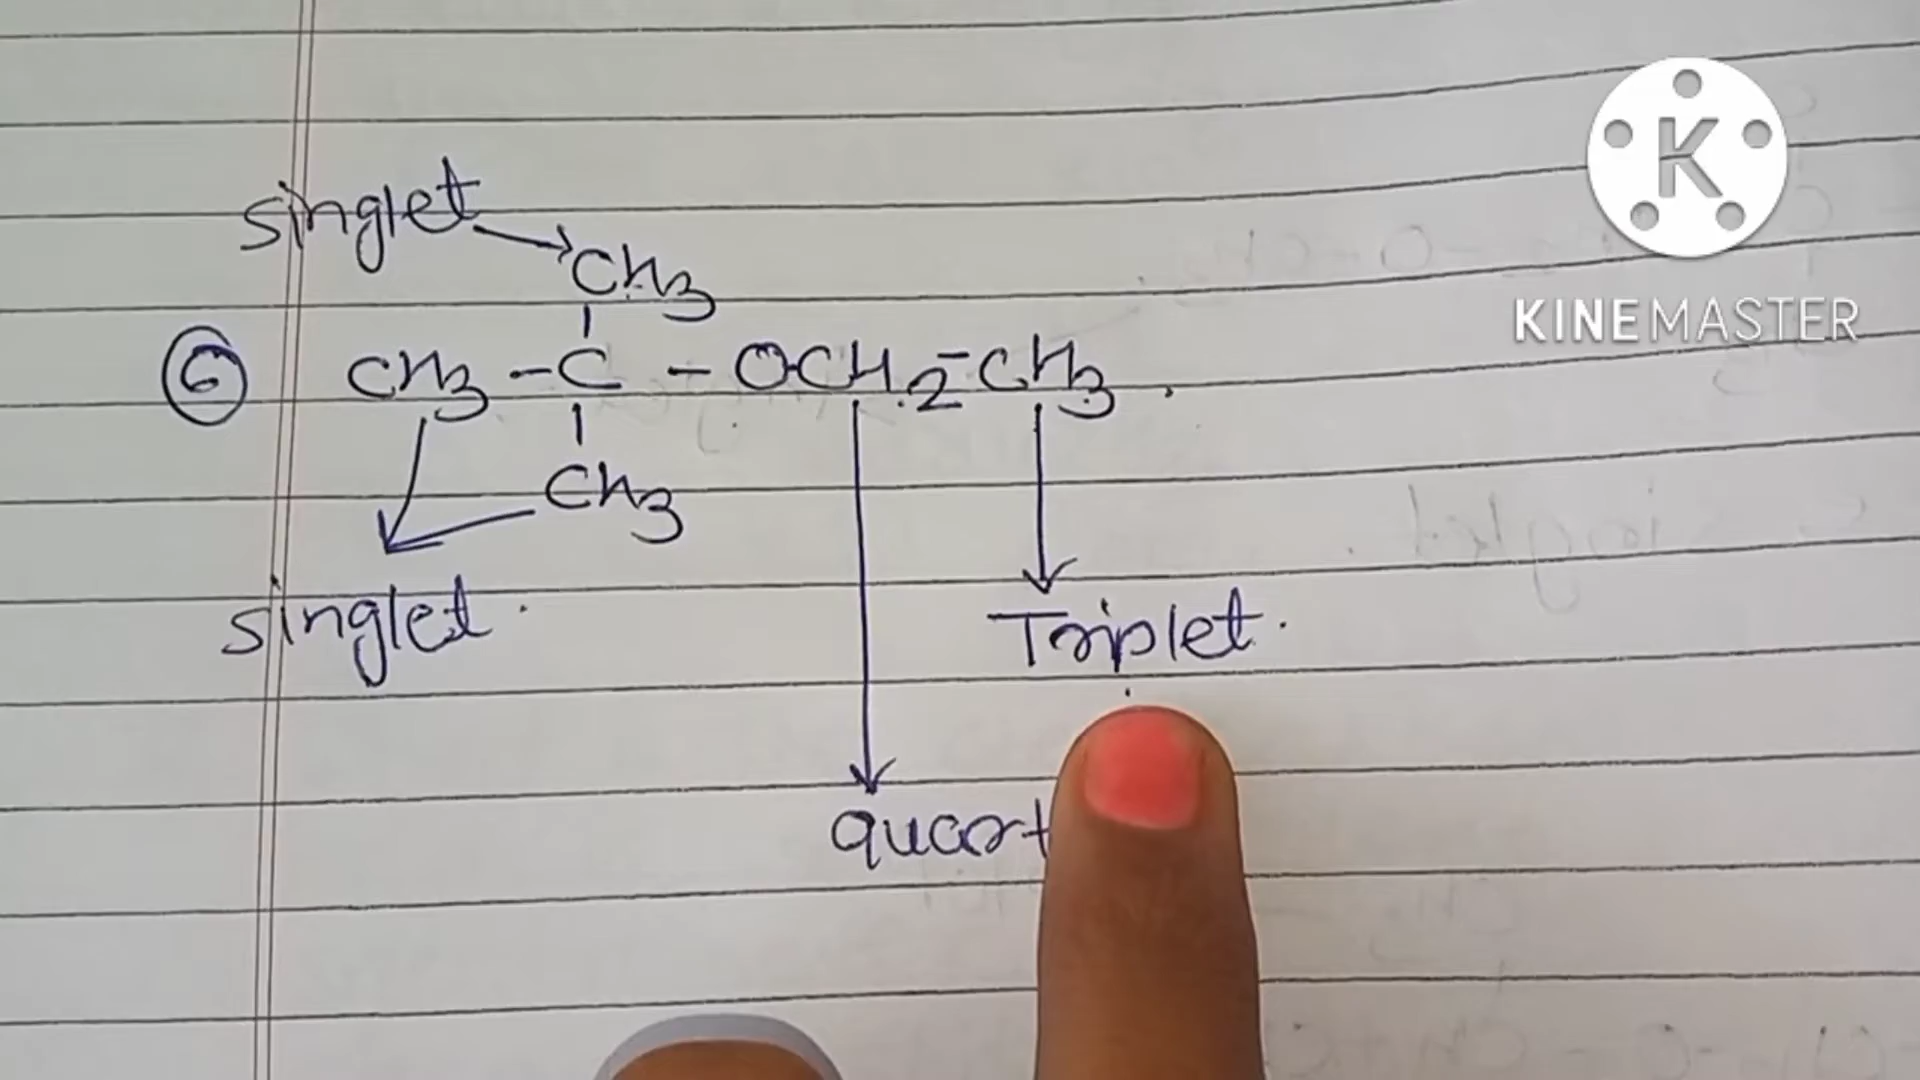 singlet
CH3
6 CH3 - C - OCH2 - CH3
CH3
singlet.
Triplet.
quart
K
KINEMASTER